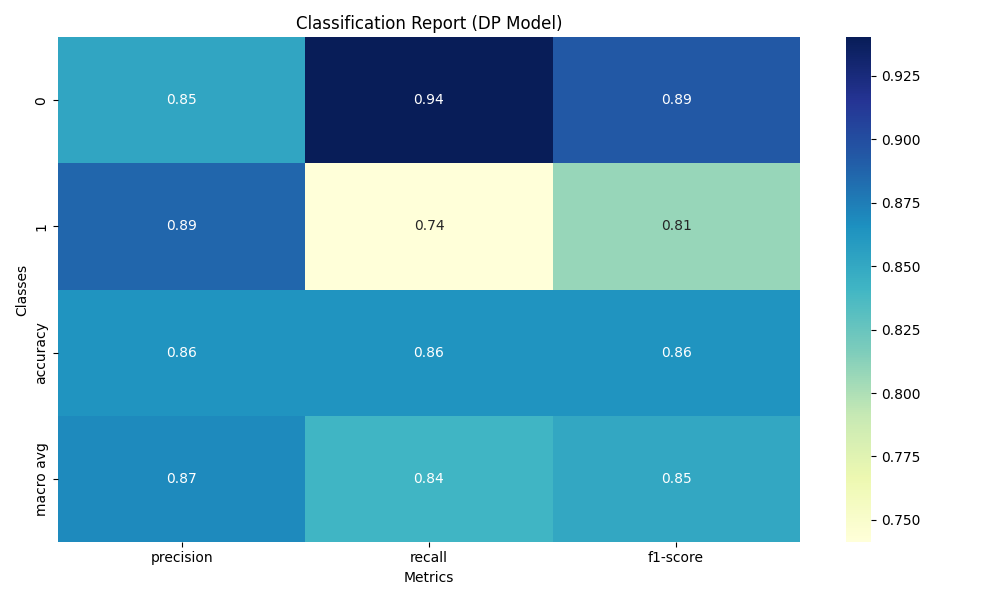 Classification Report (DP Model)
Classes
0
0.85 0.94 0.89
1
0.89 0.74 0.81
accuracy
0.86 0.86 0.86
macro avg
0.87 0.84 0.85
precision recall f1-score
Metrics
0.925
0.900
0.875
0.850
0.825
0.800
0.775
0.750